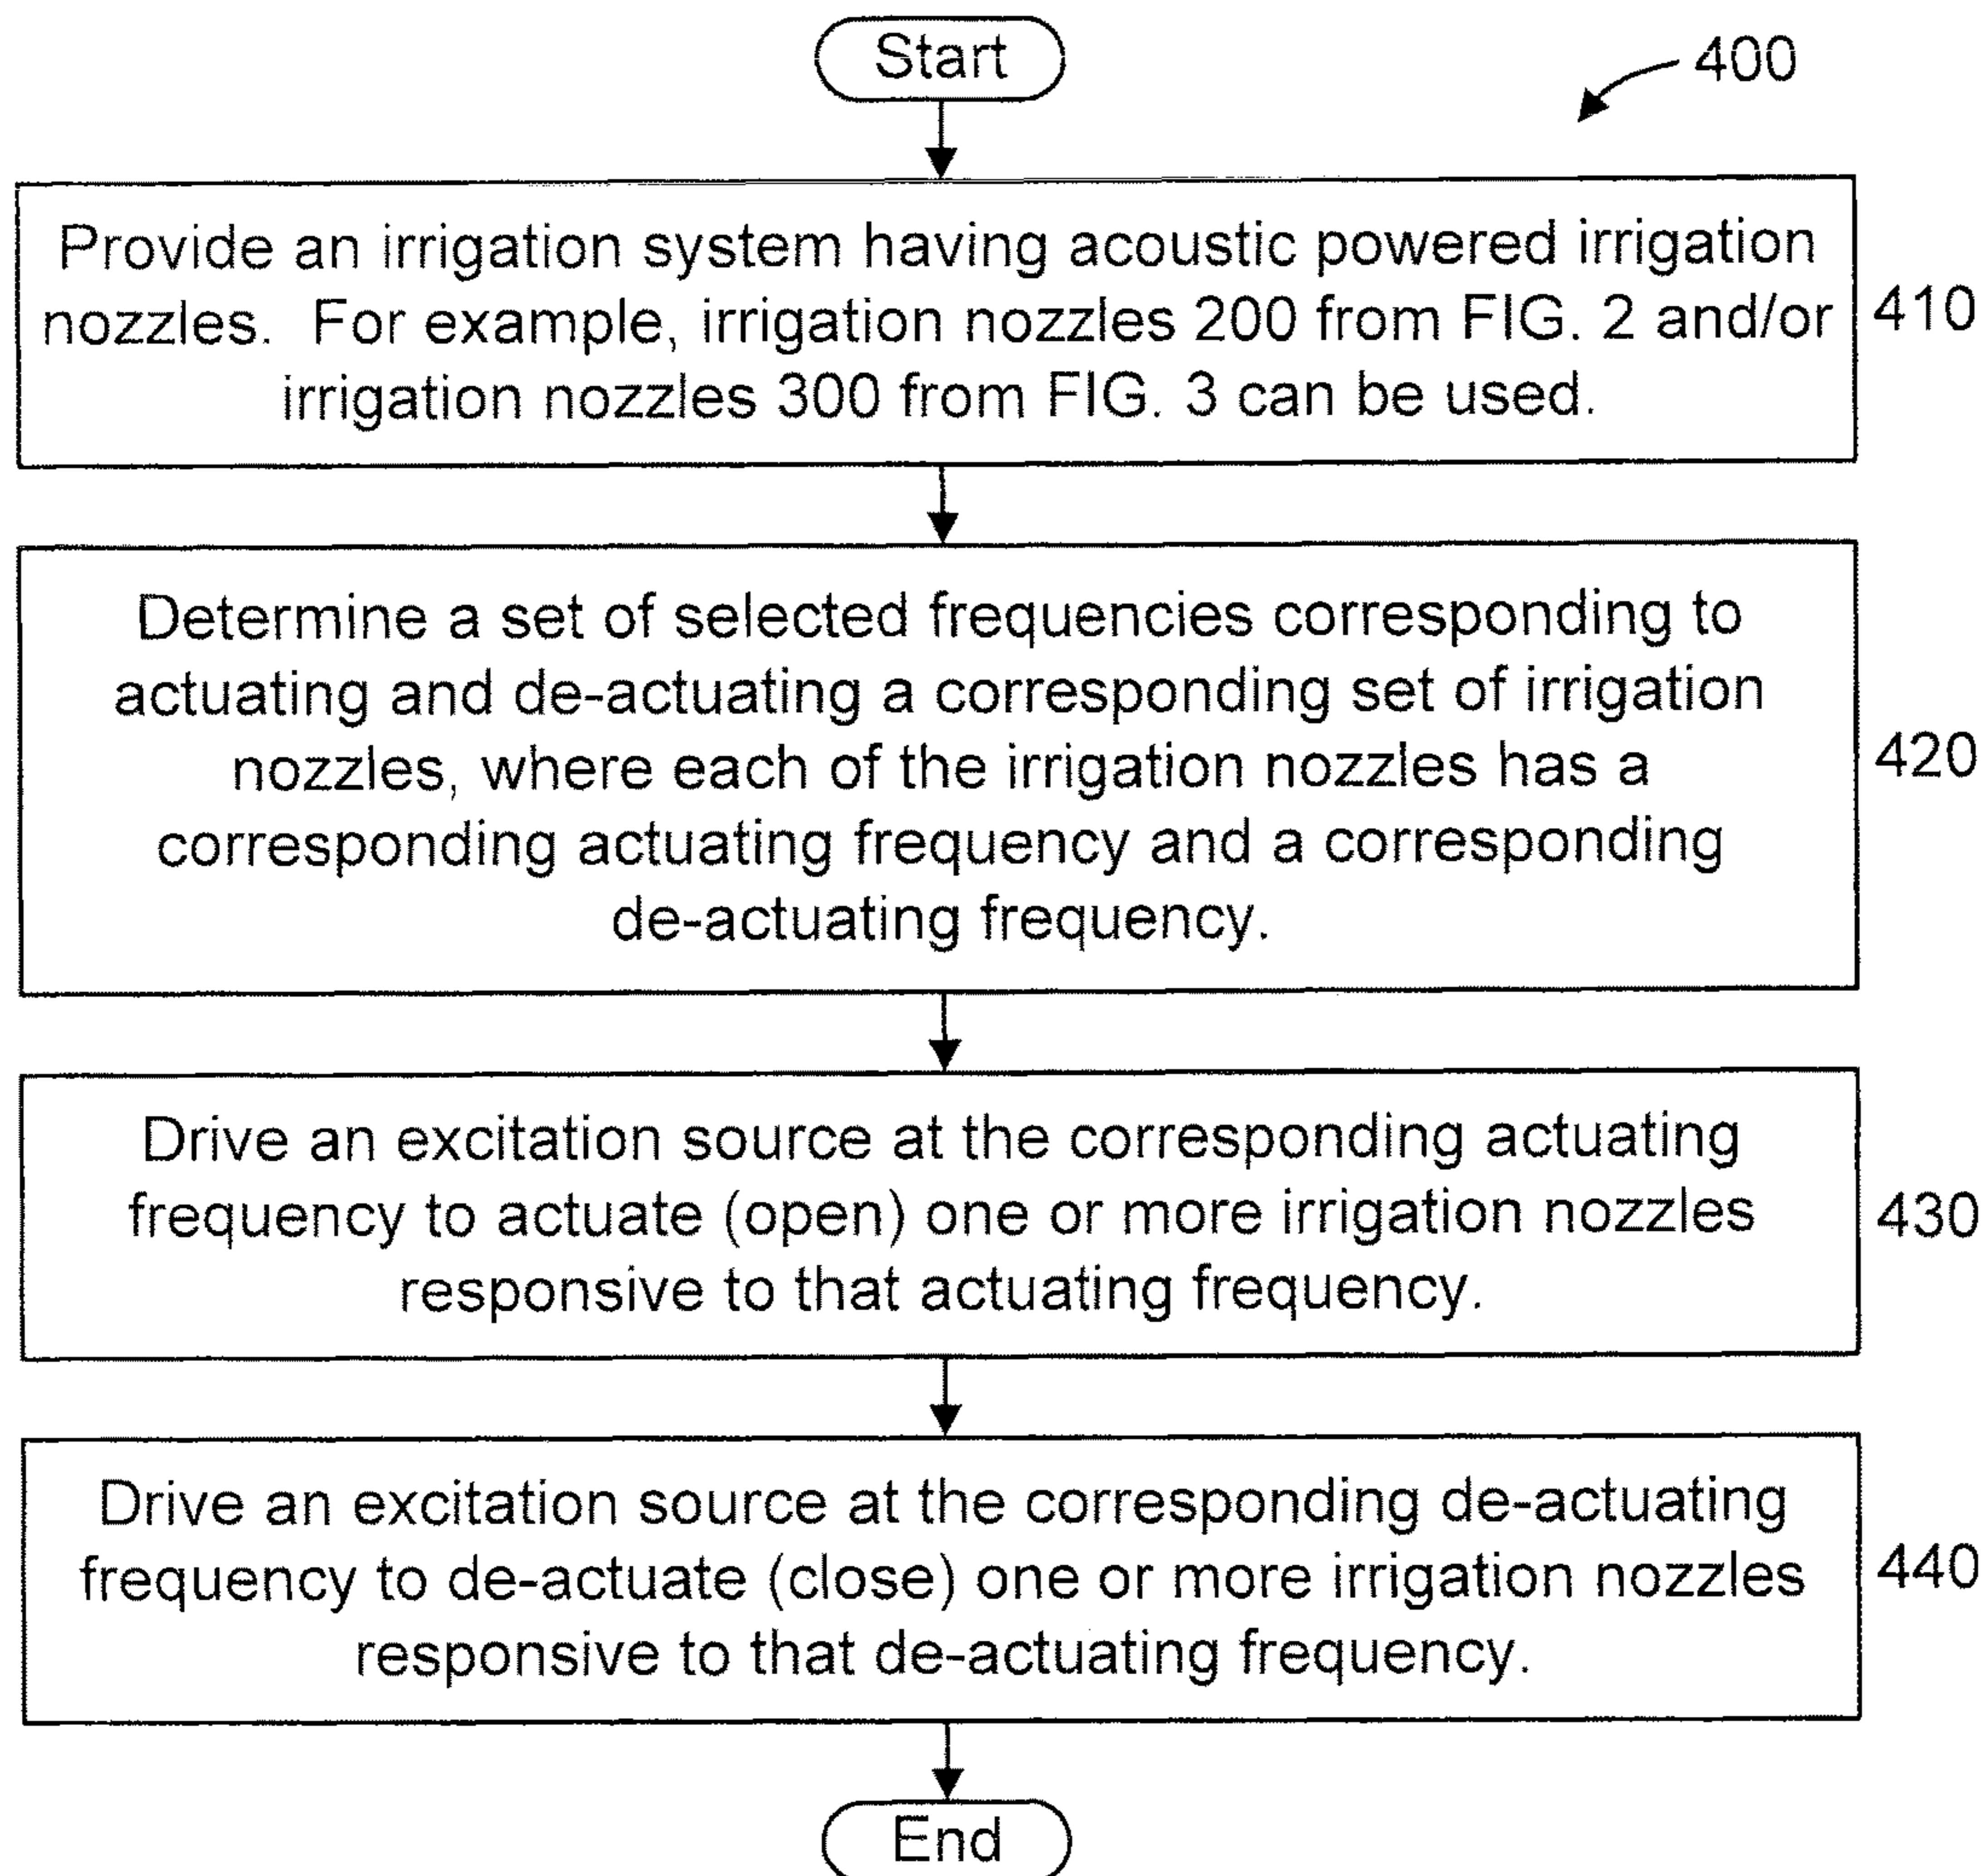 Start
400
Provide an irrigation system having acoustic powered irrigation
nozzles. For example, irrigation nozzles 200 from FIG. 2 and/or
irrigation nozzles 300 from FIG. 3 can be used.
410
Determine a set of selected frequencies corresponding to
actuating and de-actuating a corresponding set of irrigation
nozzles, where each of the irrigation nozzles has a
corresponding actuating frequency and a corresponding
de-actuating frequency.
420
Drive an excitation source at the corresponding actuating
frequency to actuate (open) one or more irrigation nozzles
responsive to that actuating frequency.
430
Drive an excitation source at the corresponding de-actuating
frequency to de-actuate (close) one or more irrigation nozzles
responsive to that de-actuating frequency.
440
End